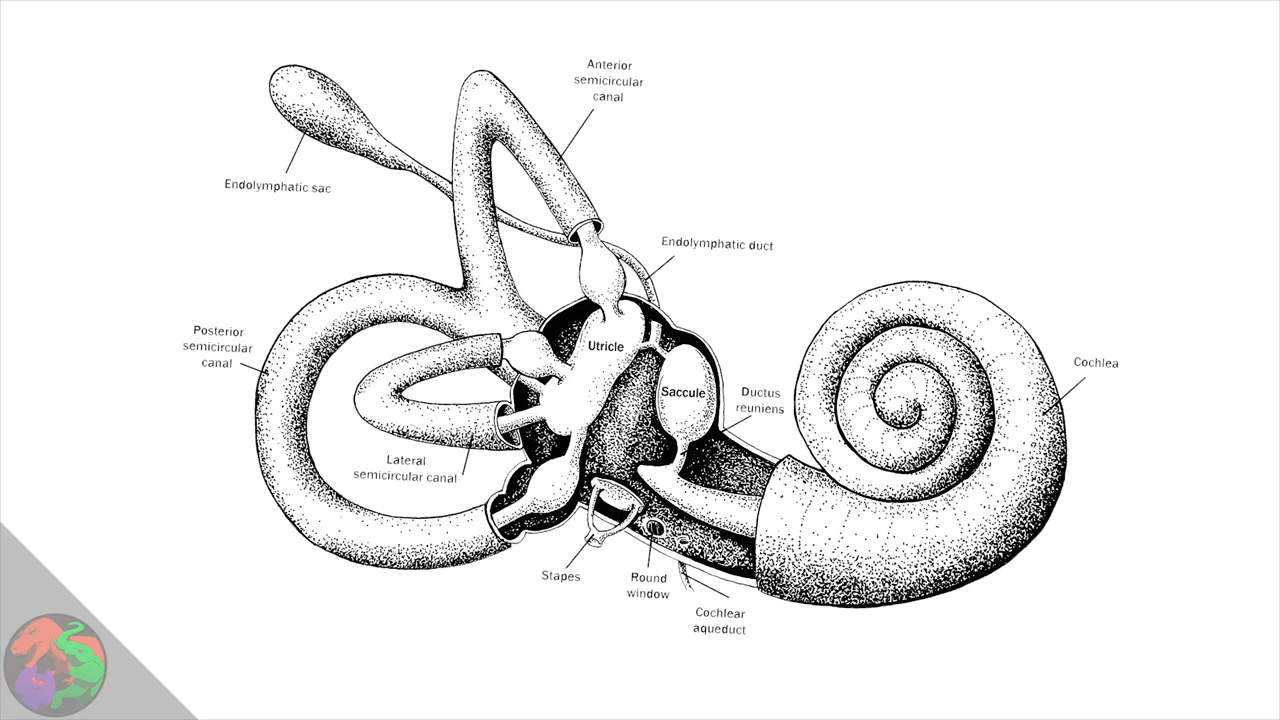 Anterior
semicircular
canal
Endolymphatic sac
Endolymphatic duct
Posterior
semicircular
canal
Utricle
Cochlea
Saccule
Ductus
reuniens
Lateral
semicircular canal
Stapes
Round
window
Cochlear
aqueduct